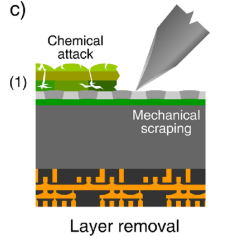 c)
Chemical
attack
(1)
Mechanical
scraping
Layer removal